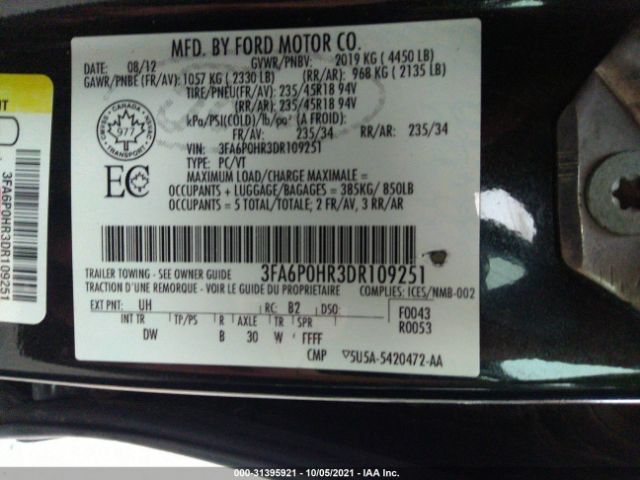 MFD. BY FORD MOTOR CO.
DATE: 08/12 GVWR/PNBV: 2019 KG ( 4450 LB)
GAWR/PNBE (FR/AV): 1057 KG ( 2330 LB) (RR/AR): 968 KG ( 2135 LB)
TIRE/PNEU(FR/AV): 235/45R18 94V
(RR/AR): 235/45R18 94V
kPa/PSI(COLD)/lb/po² (A FROID):
FR/AV: 235/34 RR/AR: 235/34
VIN: 3FA6P0HR3DR109251
TYPE: PC/VT
MAXIMUM LOAD/CHARGE MAXIMALE =
OCCUPANTS + LUGGAGE/BAGAGES = 385KG/ 850LB
OCCUPANTS = 5 TOTAL/TOTALE; 2 FR/AV, 3 RR/AR
CANADA
977
EC
3FA6P0HR3DR109251
TRAILER TOWING - SEE OWNER GUIDE
TRACTION D'UNE REMORQUE - VOIR LE GUIDE DU PROPRIETAIRE
COMPLIES: ICES/NMB-002
EXT PNT: UH RC: B2 DSO: F0043
INT TR TP/PS R AXLE TR SPR R0053
DW B 30 W FFFF
CMP 5U5A-5420472-AA
3FA6P0HR3DR109251
000-31395921 - 10/05/2021 - IAA Inc.